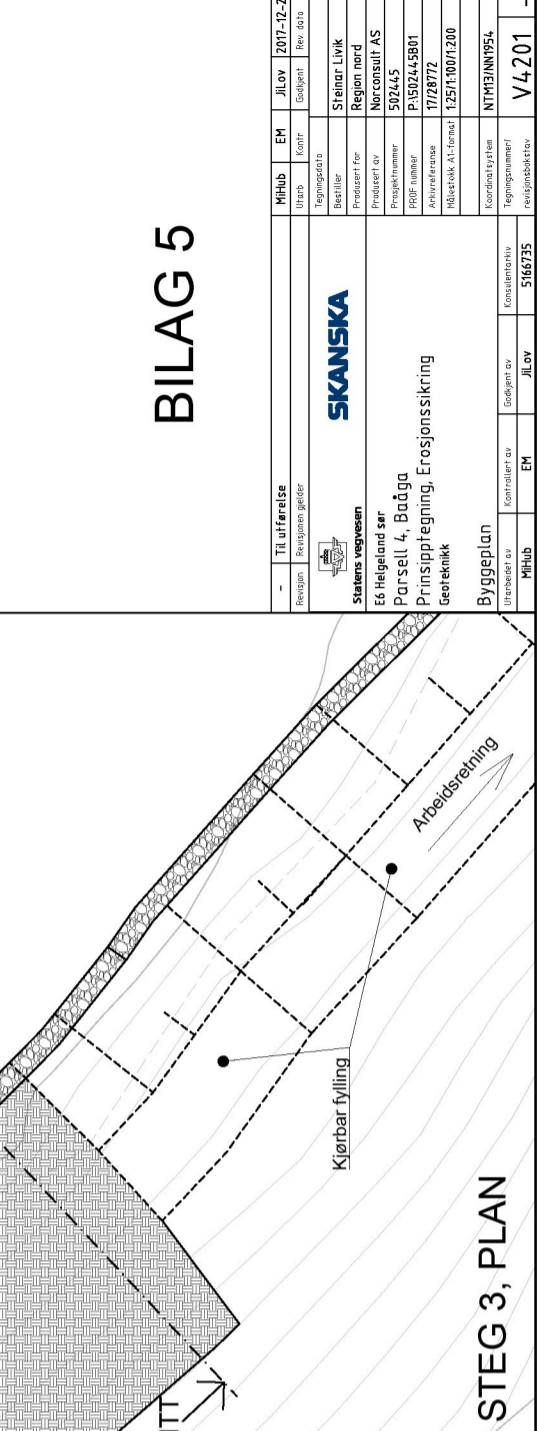 BILAG 5
- Til utførelse MiHub EM JiLov 2017-12-2
Revisjon Revisjonen gjelder Utarb Kontr Godkjent Rev. dato
Statens vegvesen
SKANSKA
E6 Helgeland sør
Parsell 4, Baåga
Prinsipptegning, Erosjonssikring
Geoteknikk
Byggeplan
Tegningsdato
Bestiller Steinar Livik
Produsert for Region nord
Produsert av Norconsult AS
Prosjektnummer 502445
PROF nummer P:\502445B01
Arkivreferanse 17/28772
Målestokk A1-format 1:25/1:100/1:200
Koordinatsystem NTM13/NN1954
Utarbeidet av Kontrollert av Godkjent av Konsulentarkiv
MiHub EM JiLov 5166735
Tegningsnummer/
revisjonsbokstav
V4201 -
Arbeidsretning
Kjørbar fylling
STEG 3, PLAN